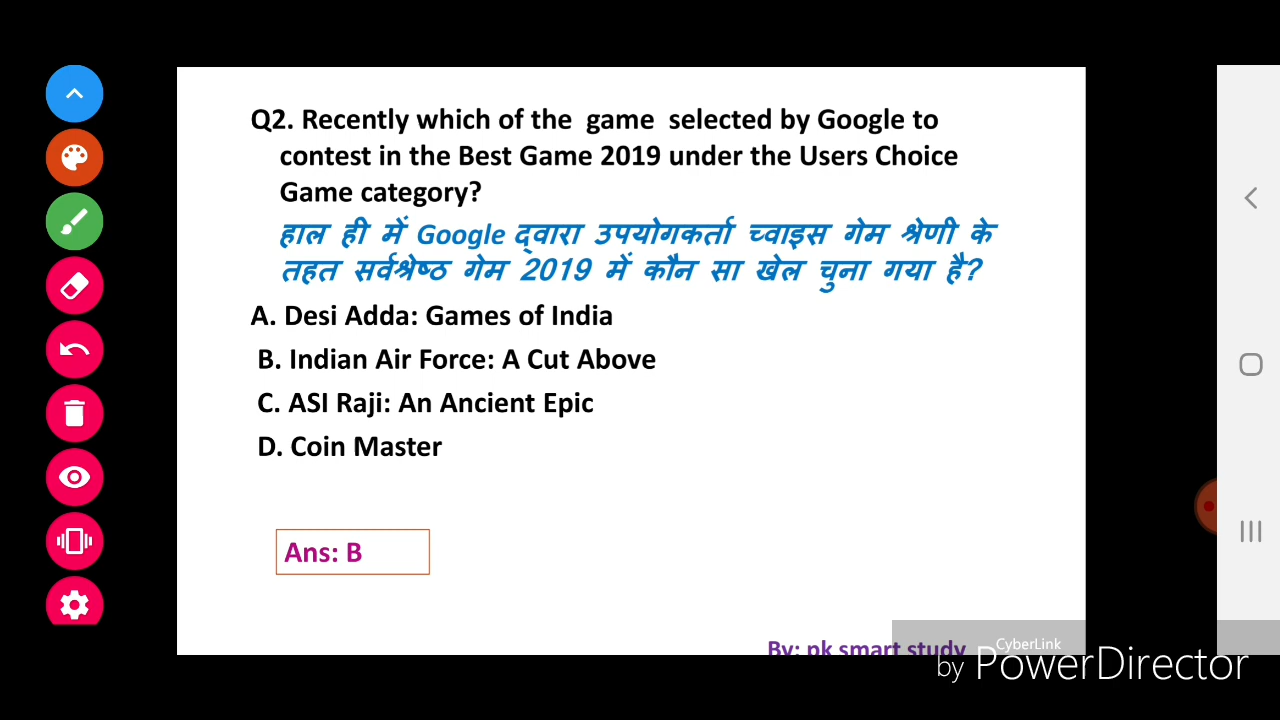 Q2. Recently which of the game selected by Google to
contest in the Best Game 2019 under the Users Choice
Game category?
हाल ही में Google द्वारा उपयोगकर्ता च्वाइस गेम श्रेणी के
तहत सर्वश्रेष्ठ गेम 2019 में कौन सा खेल चुना गया है?
A. Desi Adda: Games of India
B. Indian Air Force: A Cut Above
C. ASI Raji: An Ancient Epic
D. Coin Master
Ans: B
By: pk smart study
CyberLink
by PowerDirector